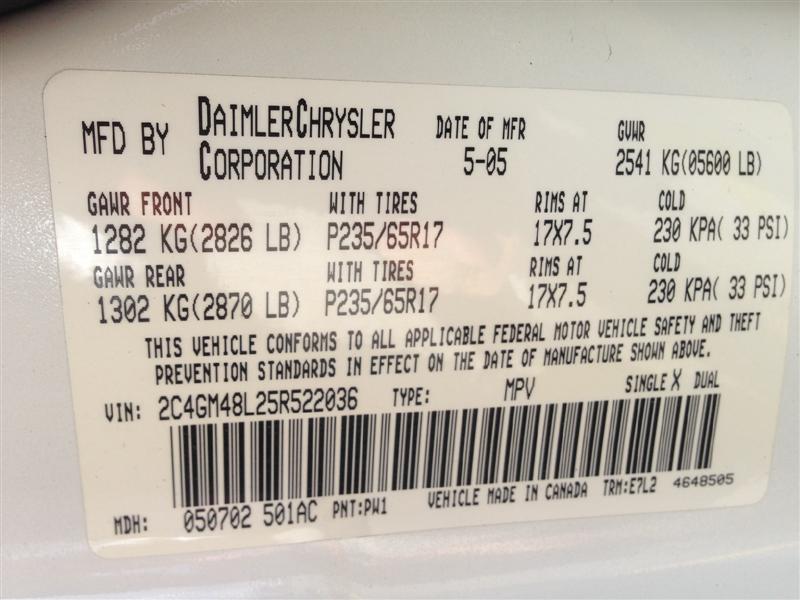 MFD BY DAIMLERCHRYSLER CORPORATION DATE OF MFR 5-05 GVWR 2541 KG(05600 LB)
GAWR FRONT WITH TIRES RIMS AT COLD
1282 KG(2826 LB) P235/65R17 17X7.5 230 KPA( 33 PSI)
GAWR REAR WITH TIRES RIMS AT COLD
1302 KG(2870 LB) P235/65R17 17X7.5 230 KPA( 33 PSI)
THIS VEHICLE CONFORMS TO ALL APPLICABLE FEDERAL MOTOR VEHICLE SAFETY AND THEFT
PREVENTION STANDARDS IN EFFECT ON THE DATE OF MANUFACTURE SHOWN ABOVE.
VIN: 2C4GM48L25R522036 TYPE: MPV SINGLE X DUAL
MDH: 050702 501AC PNT:PW1 VEHICLE MADE IN CANADA TRM:E7L2 4648505